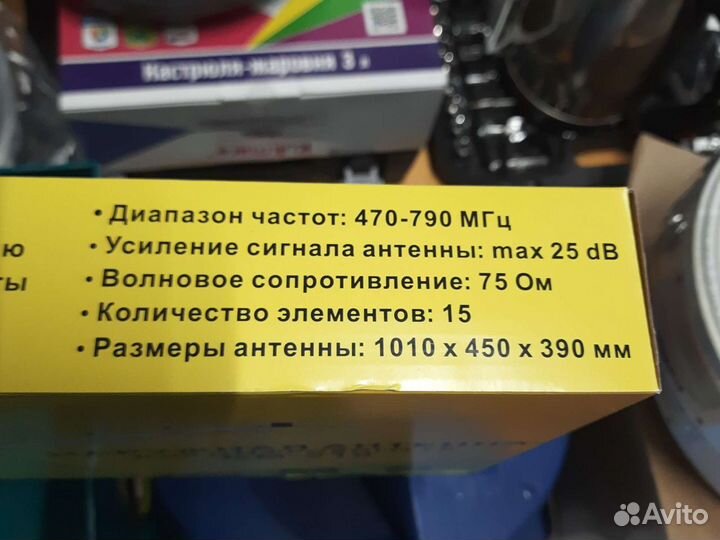 Кастрюля-жаровня 3 л
• Диапазон частот: 470-790 МГц
ю • Усиление сигнала антенны: max 25 dB
ты • Волновое сопротивление: 75 Ом
• Количество элементов: 15
• Размеры антенны: 1010 x 450 x 390 мм
Avito